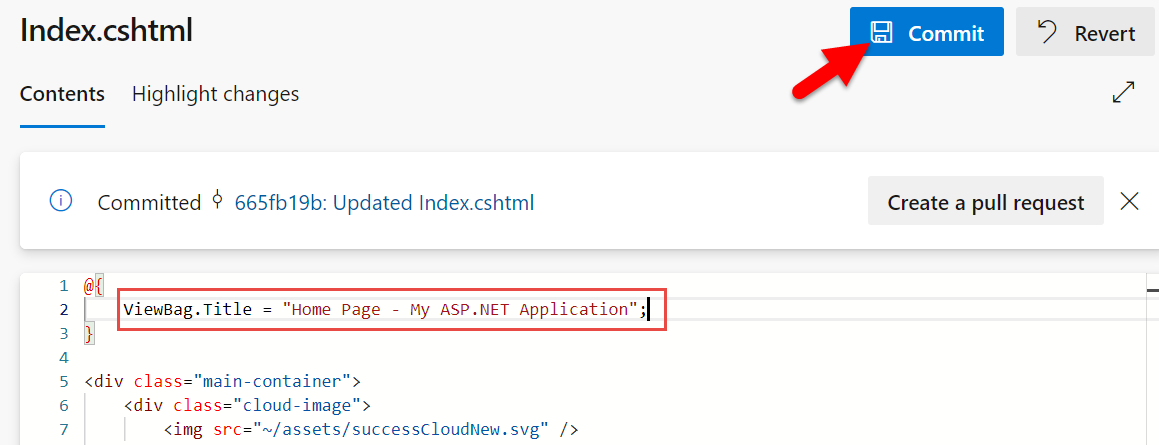 Index.cshtml
Commit
Revert
Contents Highlight changes
Committed 665fb19b: Updated Index.cshtml
Create a pull request
1 @{
2 ViewBag.Title = "Home Page - My ASP.NET Application";
3 }
4
5 <div class="main-container">
6 <div class="cloud-image">
7 <img src="~/assets/successCloudNew.svg" />